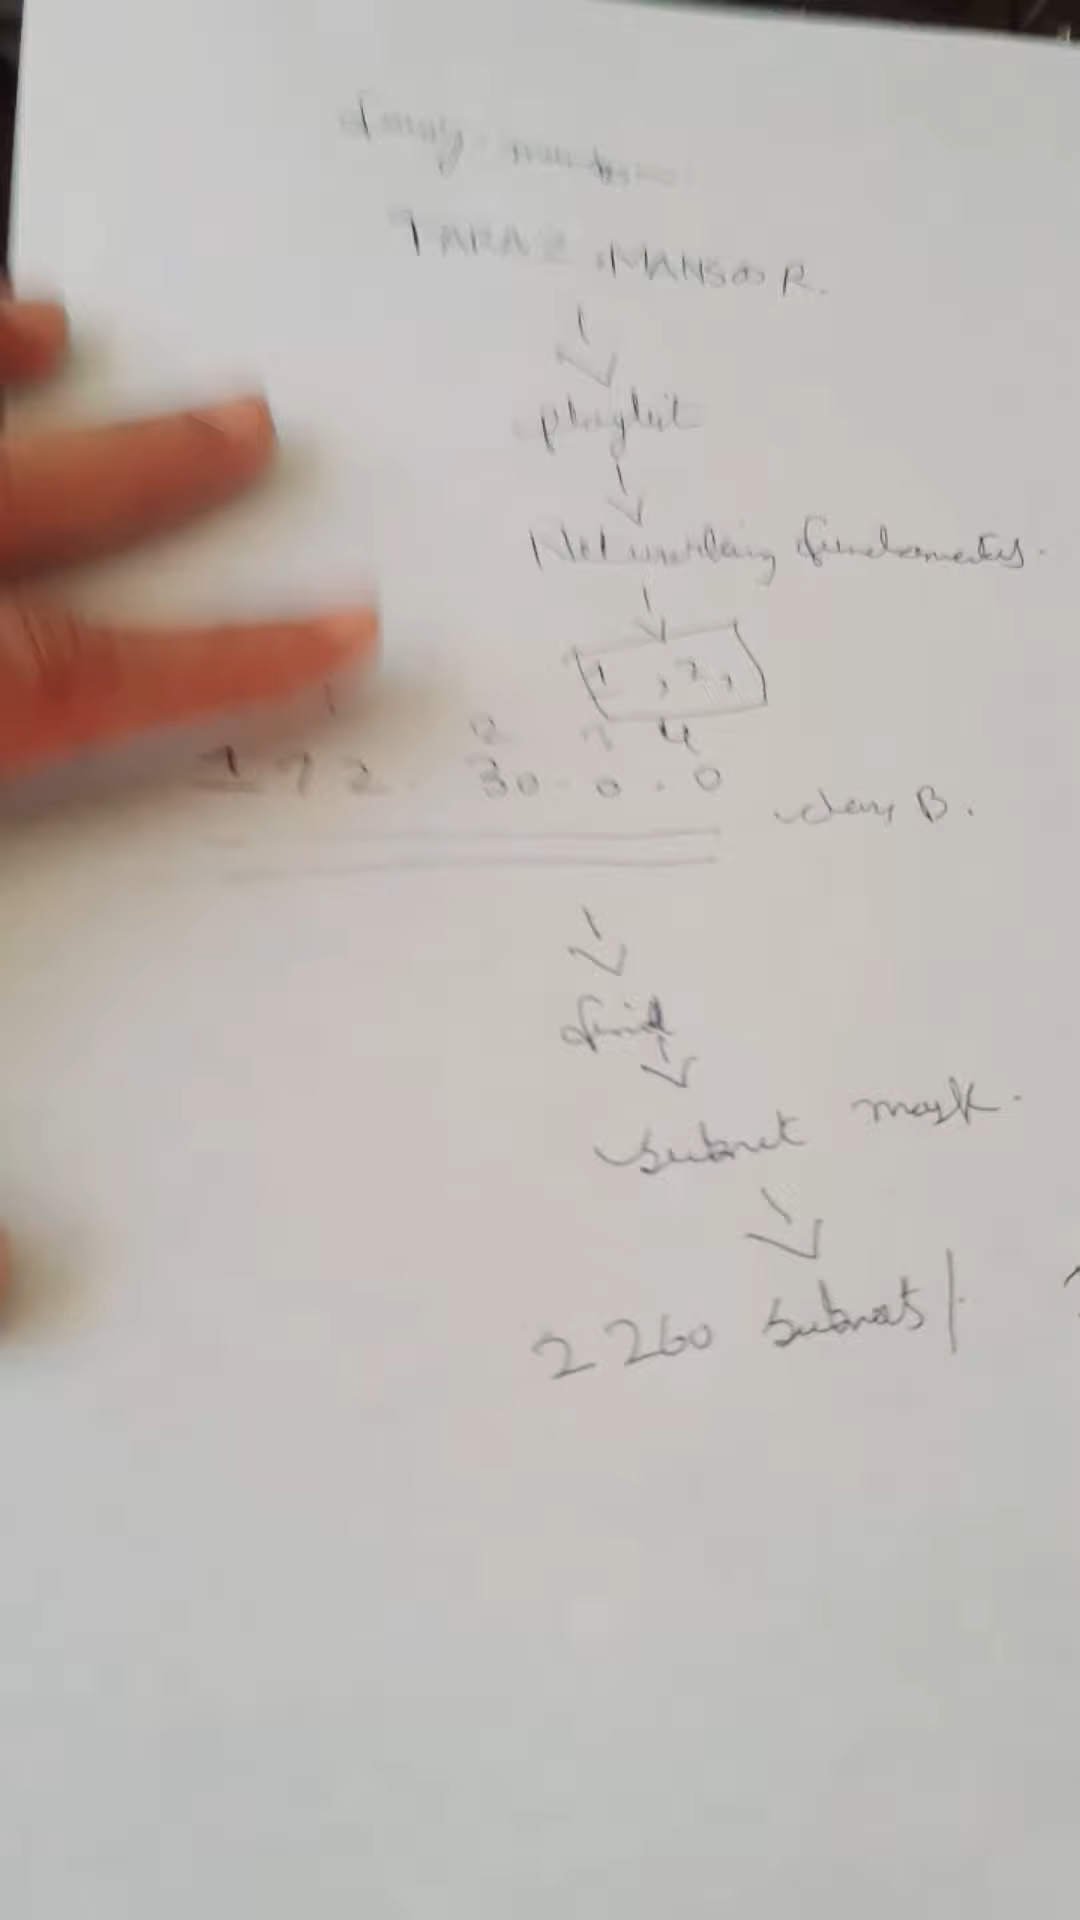 TARAZ MANSOOR.
playlist
Networking fundamentals.
1, 2,
1
2 3 4
172. 30. 0. 0
class B.
find
subnet mask.
2260 subnets